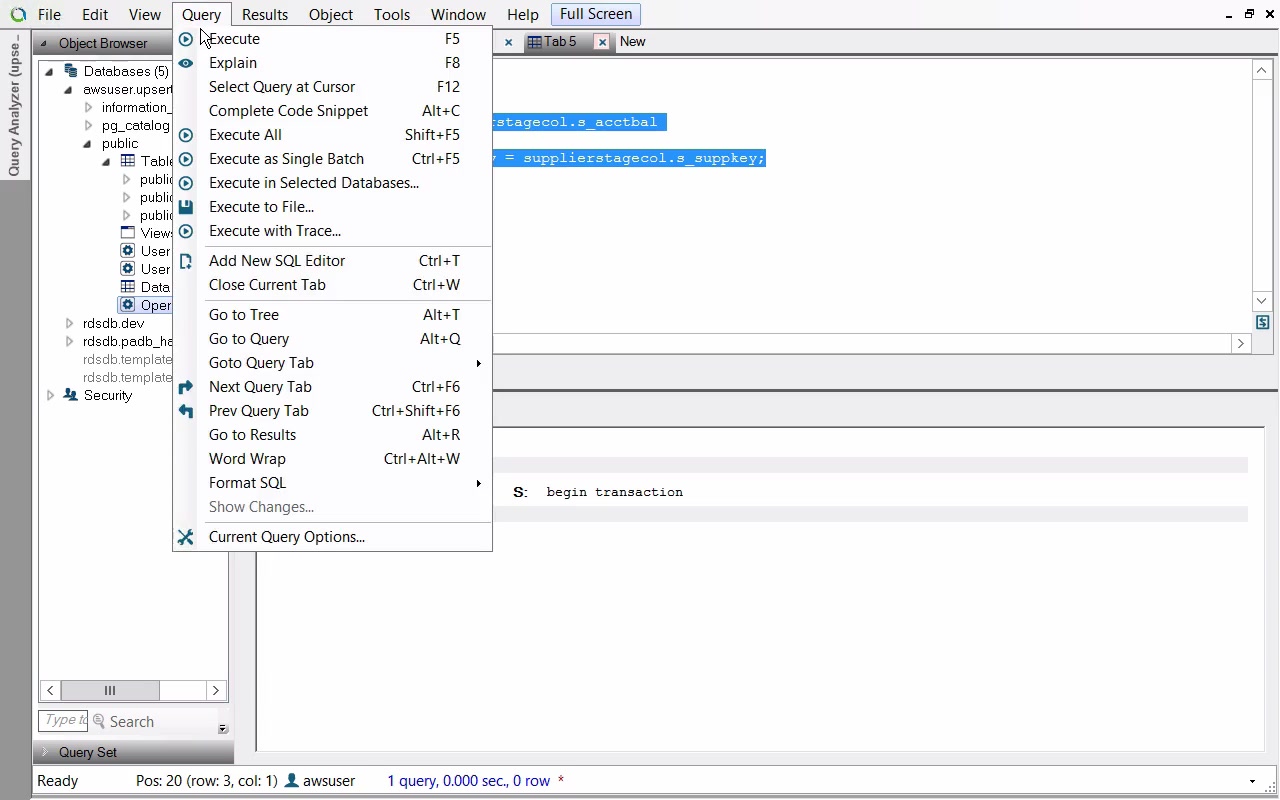 File Edit View Query Results Object Tools Window Help Full Screen
Query Analyzer (upse...
Object Browser
Tab 5 New
Execute F5
Explain F8
Select Query at Cursor F12
Complete Code Snippet Alt+C
Execute All Shift+F5
Execute as Single Batch Ctrl+F5
Execute in Selected Databases...
Execute to File...
Execute with Trace...
Add New SQL Editor Ctrl+T
Close Current Tab Ctrl+W
Go to Tree Alt+T
Go to Query Alt+Q
Goto Query Tab
Next Query Tab Ctrl+F6
Prev Query Tab Ctrl+Shift+F6
Go to Results Alt+R
Word Wrap Ctrl+Alt+W
Format SQL
Show Changes...
Current Query Options...
Databases (5)
awsuser.upsert
information_
pg_catalog
public
Table
public
public
public
Views
User
User
Data
Oper
rdsdb.dev
rdsdb.padb_ha
rdsdb.template
rdsdb.template
Security
rstagecol.s_acctbal
y = supplierstagecol.s_suppkey;
S: begin transaction
Type to Search
Query Set
Ready Pos: 20 (row: 3, col: 1) awsuser 1 query, 0.000 sec., 0 row *